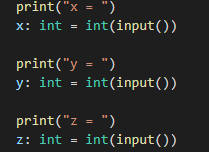 print("x = ")
x: int = int(input())
print("y = ")
y: int = int(input())
print("z = ")
z: int = int(input())